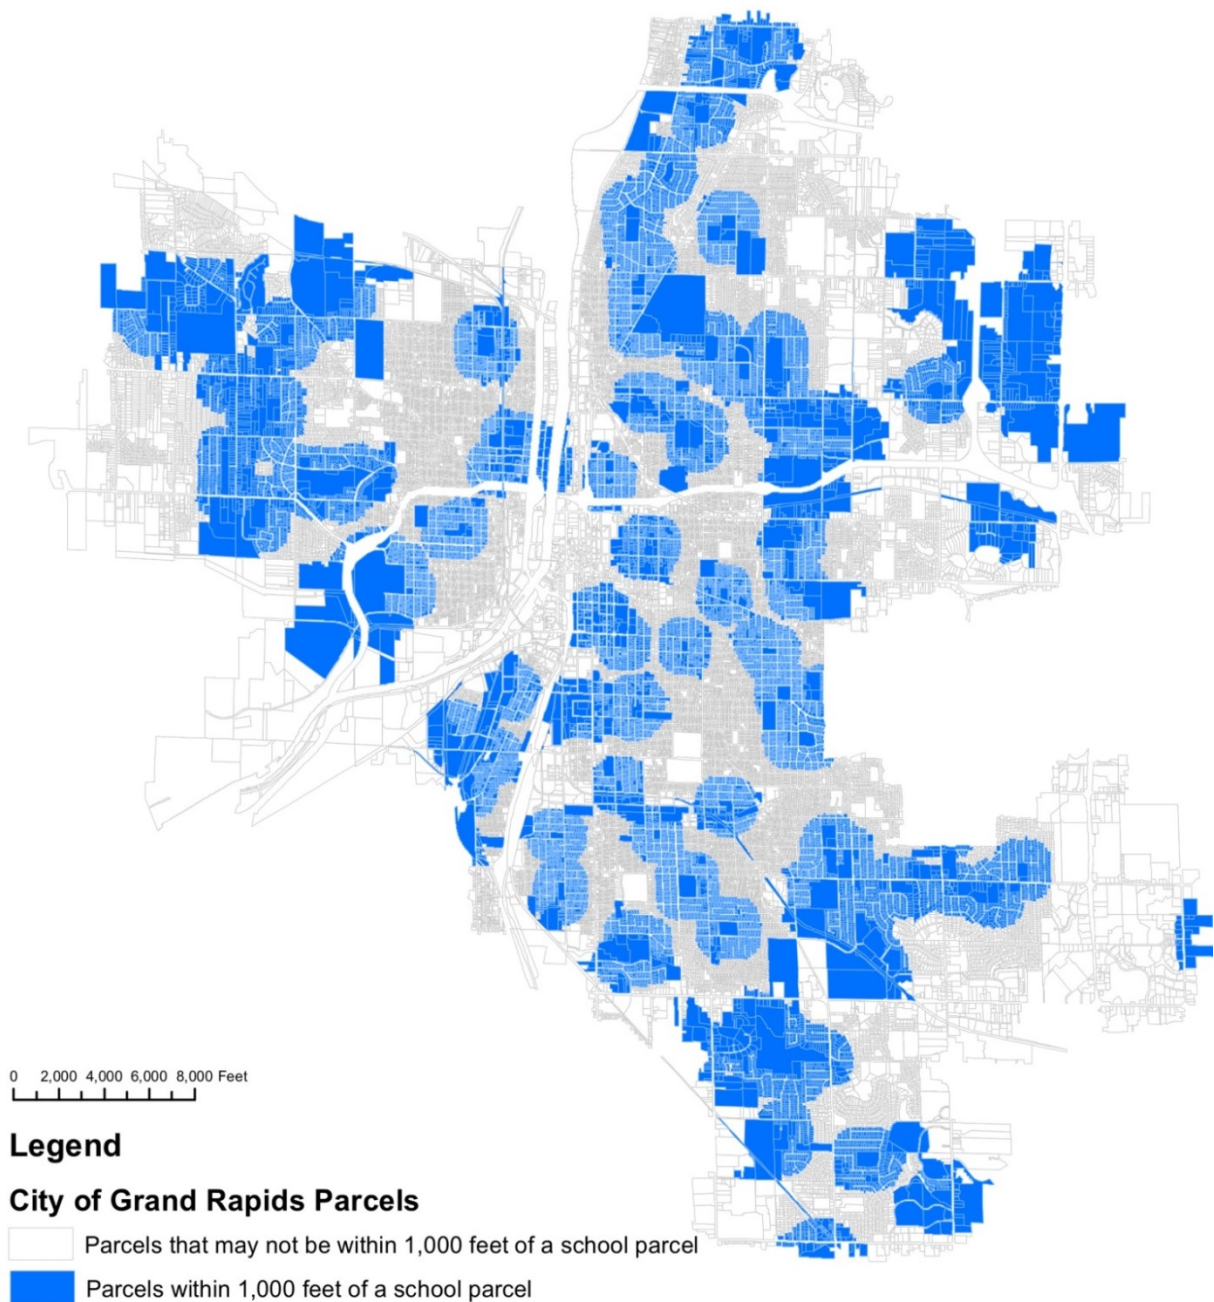 0 2,000 4,000 6,000 8,000 Feet
Legend
City of Grand Rapids Parcels
Parcels that may not be within 1,000 feet of a school parcel
Parcels within 1,000 feet of a school parcel